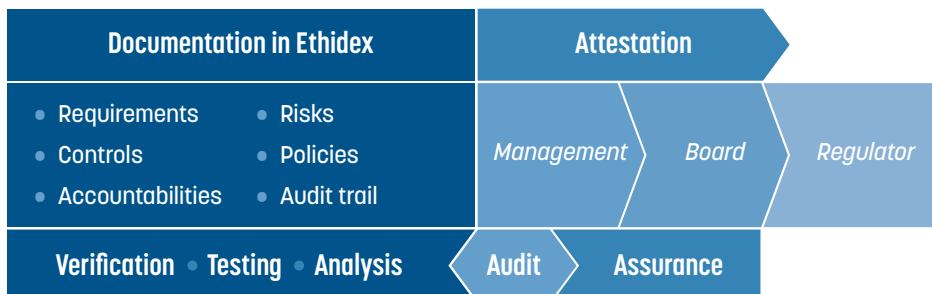 Documentation in Ethidex
Attestation
• Requirements
• Risks
• Controls
• Policies
• Accountabilities
• Audit trail
Management
Board
Regulator
Verification • Testing • Analysis
Audit
Assurance